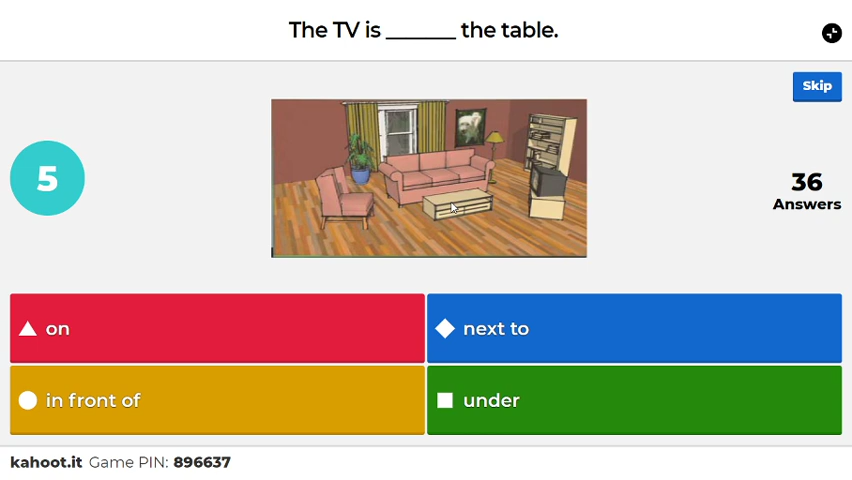 The TV is ______ the table.
Skip
5
36
Answers
on
next to
in front of
under
kahoot.it Game PIN: 896637